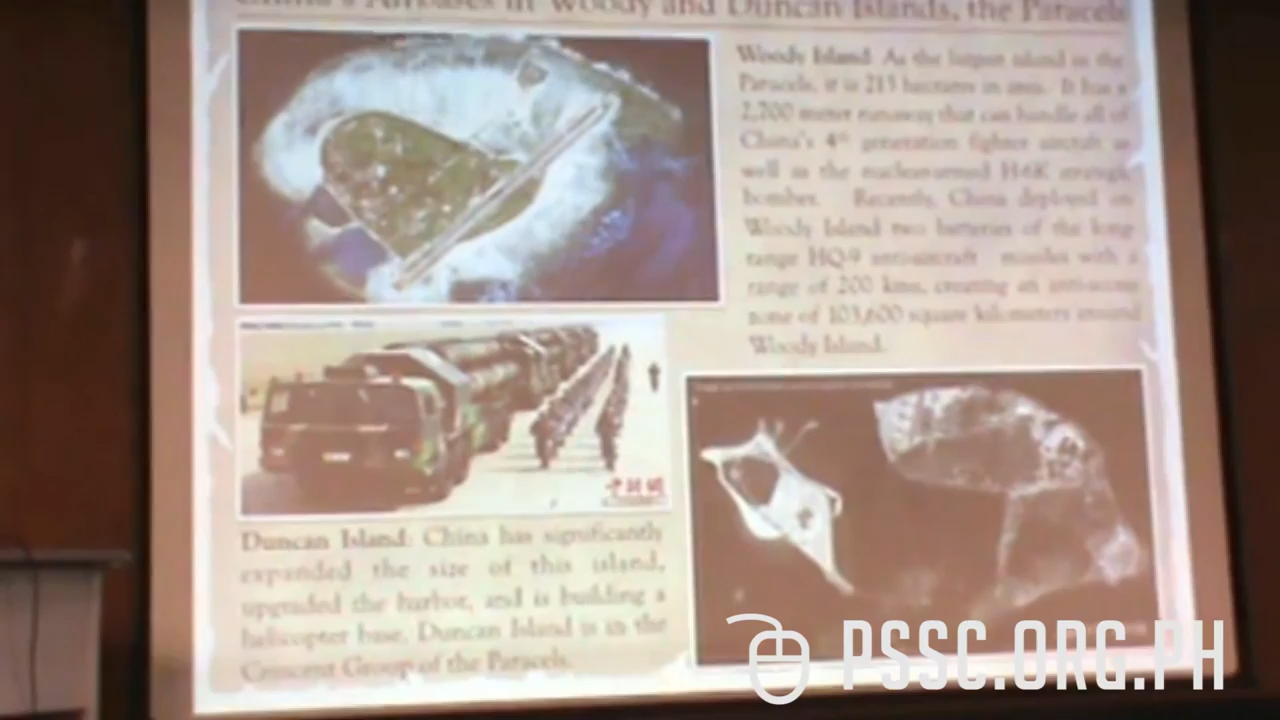 China's Airbases in Woody and Duncan Islands, the Paracels
Woody Island: As the largest island in the
Paracels, it is 213 hectares in area. It has a
2,700 meter runaway that can handle all of
China's 4th generation fighter aircraft as
well as the nuclear-armed H-6K strategic
bomber. Recently, China deployed on
Woody Island two batteries of the long
range HQ-9 anti-aircraft missiles with a
range of 200 kms, creating an anti-access
zone of 103,600 square kilometers around
Woody Island.
Duncan Island: China has significantly
expanded the size of this island,
upgraded the harbor, and is building a
helicopter base. Duncan Island is in the
Crescent Group of the Paracels.
PSSC.ORG.PH